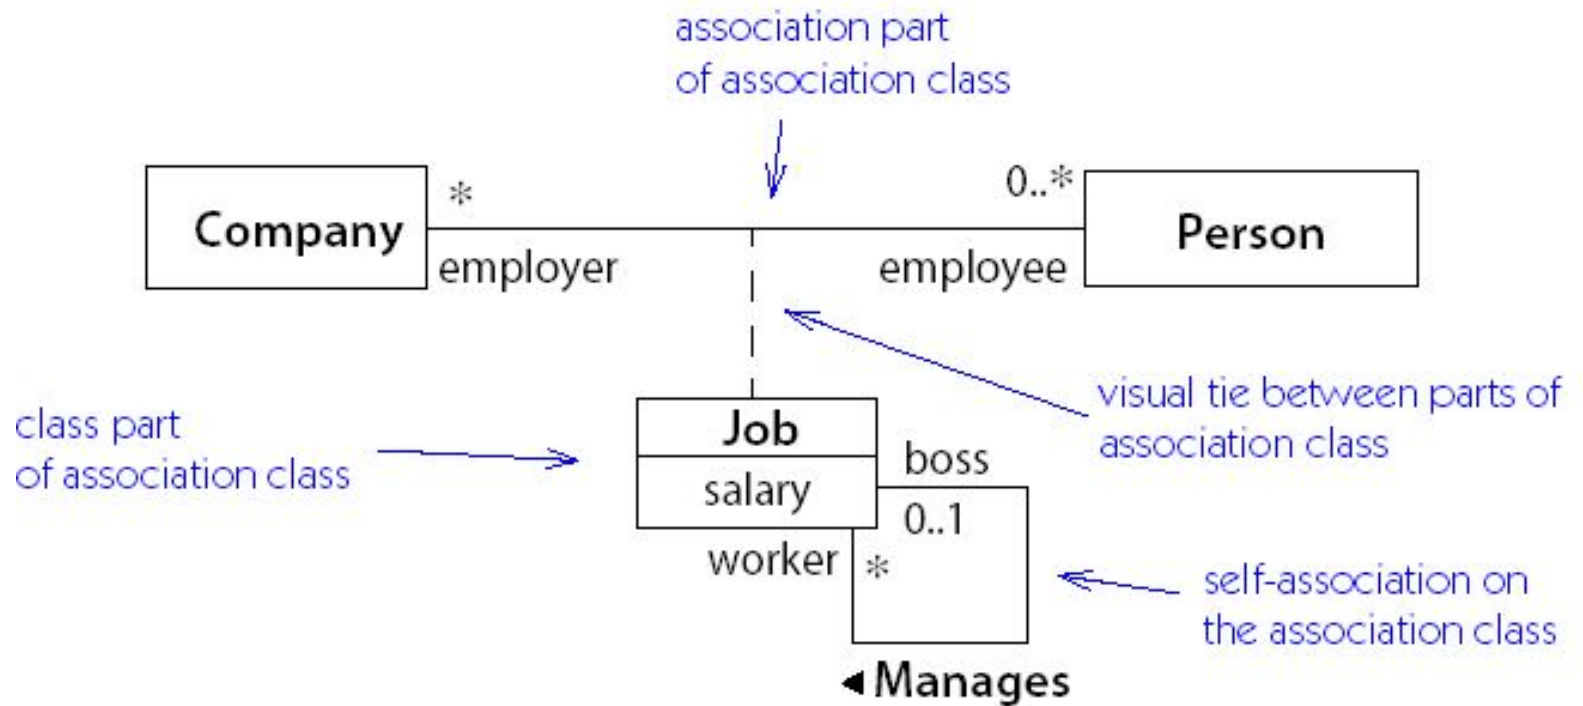 association part
of association class
*
0..*
Company
Person
employer
employee
visual tie between parts of
association class
class part
of association class
Job
salary
boss
0..1
worker
*
self-association on
the association class
◄Manages